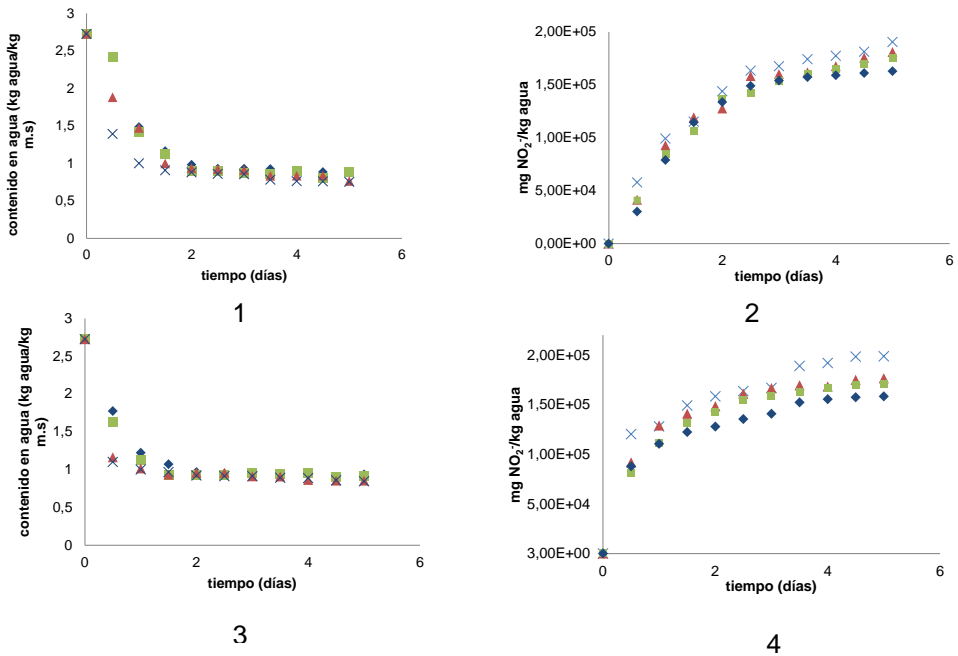 3
2,5
2
1,5
1
0,5
0
0 2 4 6
contenido en agua (kg agua/kg
m.s)
tiempo (días)
1
2,00E+05
1,50E+05
1,00E+05
5,00E+04
0,00E+00
0 2 4 6
mg NO2-/kg agua
tiempo (días)
2
3
2,5
2
1,5
1
0,5
0
0 2 4 6
contenido en agua (kg agua/kg
m.s)
tiempo (días)
3
2,00E+05
1,50E+05
1,00E+05
5,00E+04
3,00E+00
0 2 4 6
mg NO2-/kg agua
tiempo (días)
4